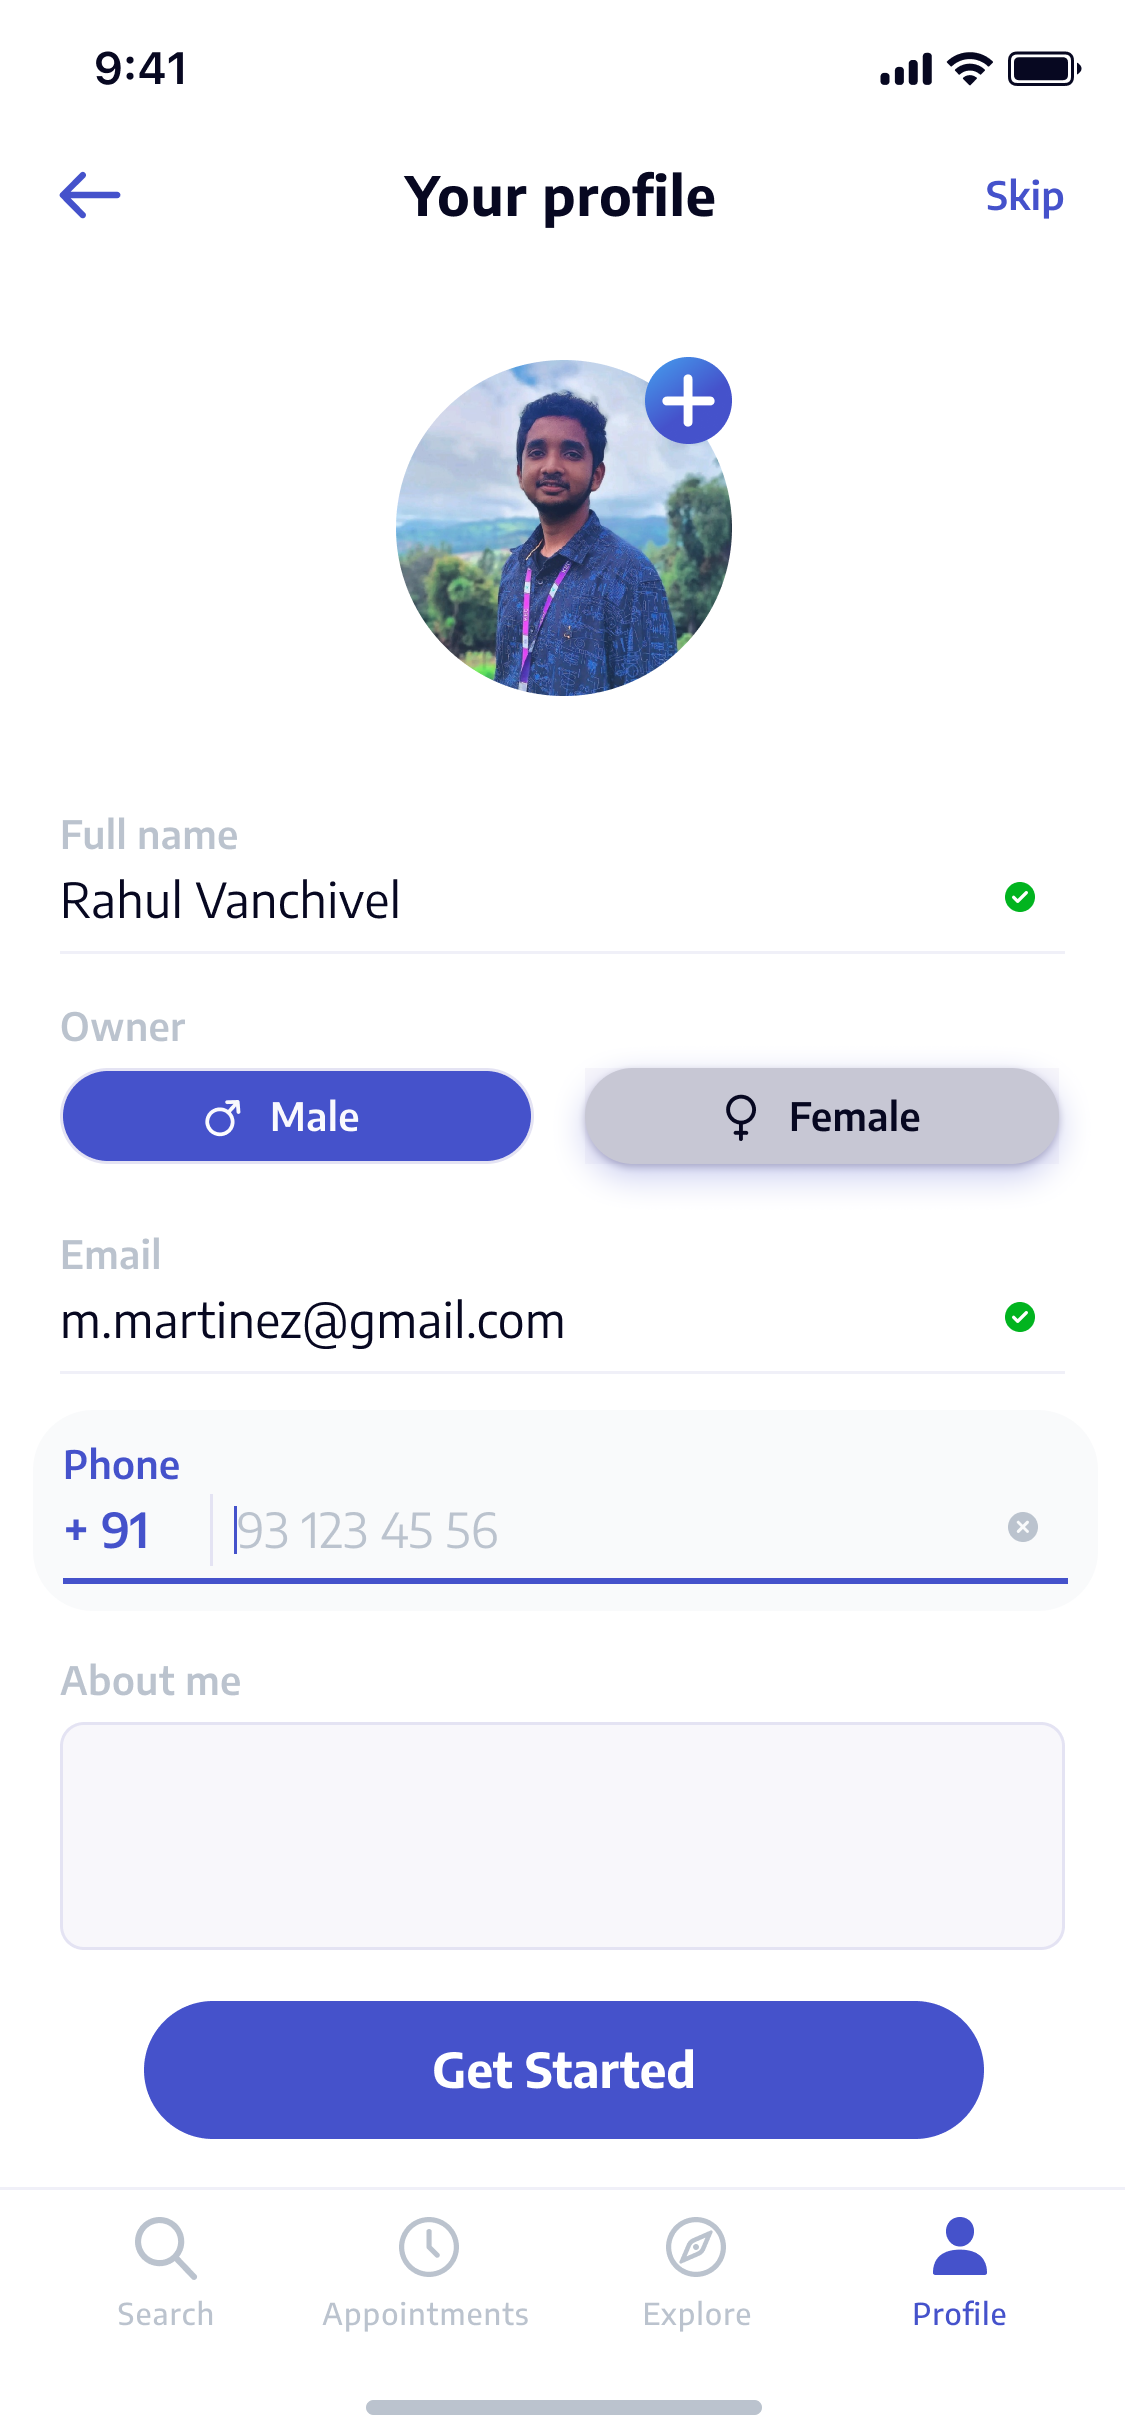 9:41
Your profile
Skip
Full name
Rahul Vanchivel
Owner
Male
Female
Email
m.martinez@gmail.com
Phone
+ 91
93 123 45 56
About me
Get Started
Search
Appointments
Explore
Profile